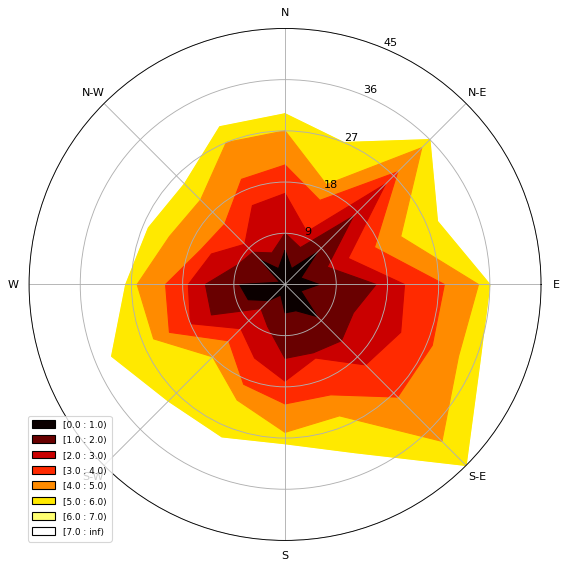 N
45
36
N-W
N-E
27
18
9
W
E
[0.0 : 1.0)
[1.0 : 2.0)
[2.0 : 3.0)
[3.0 : 4.0)
[4.0 : 5.0)
[5.0 : 6.0)
[6.0 : 7.0)
[7.0 : inf)
S-W
S-E
S